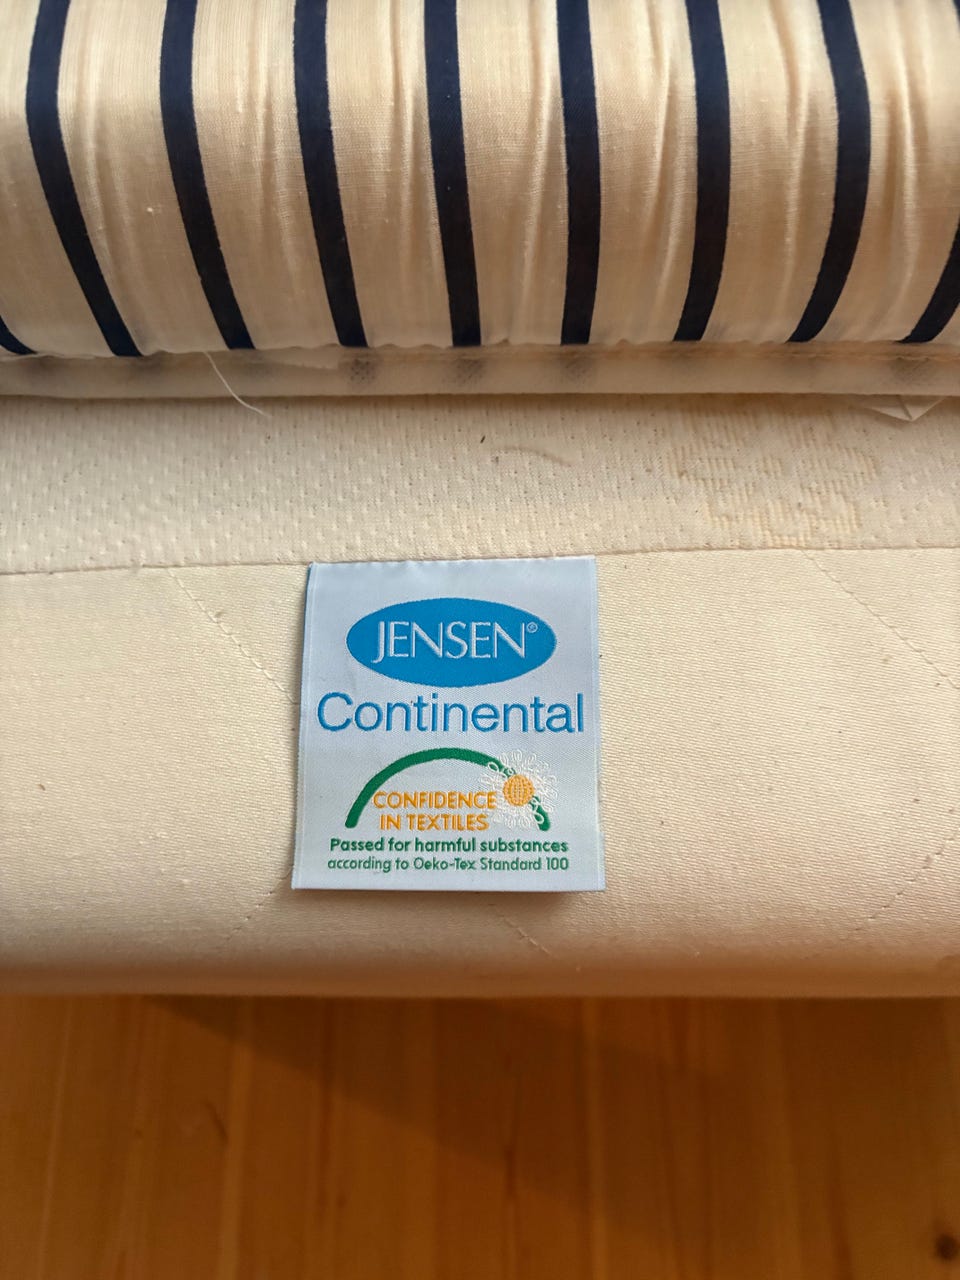 JENSEN®
Continental
CONFIDENCE
IN TEXTILES
Passed for harmful substances
according to Oeko-Tex Standard 100